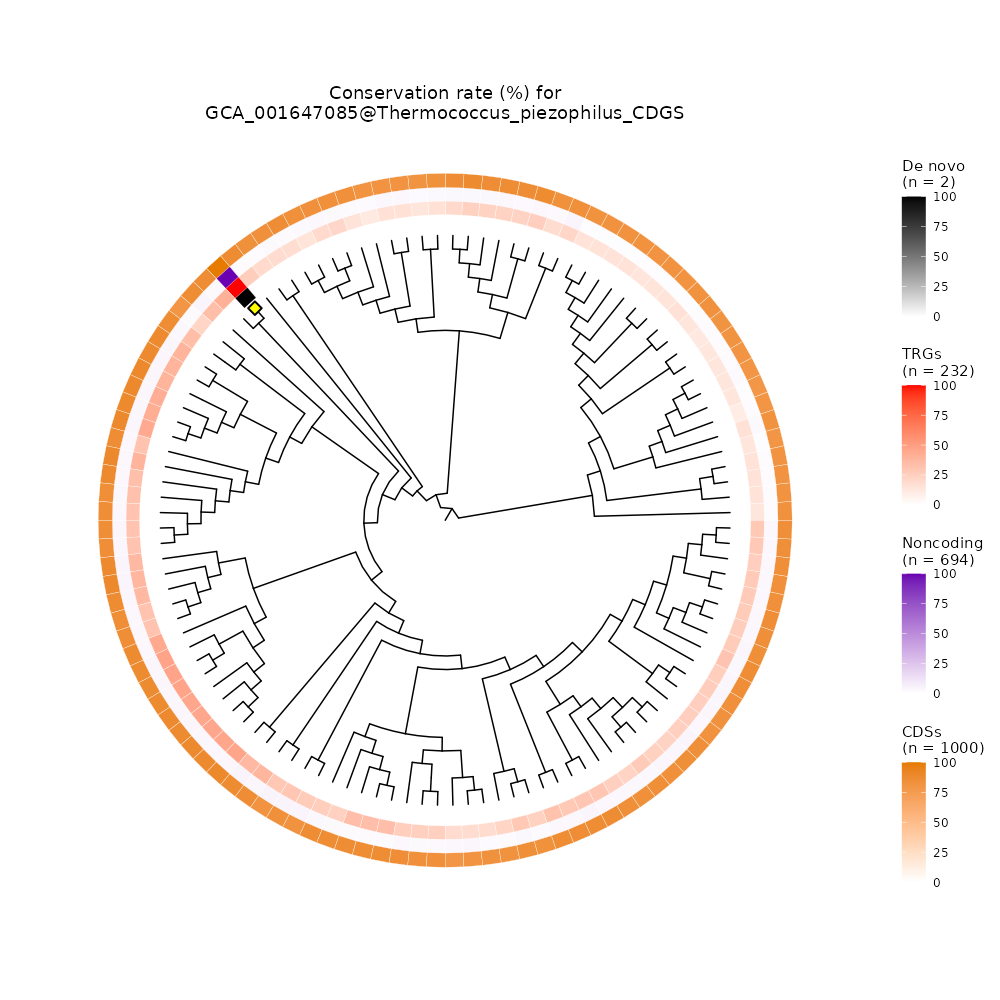 Conservation rate (%) for
GCA_001647085@Thermococcus_piezophilus_CDGS
De novo
(n = 2)
100
75
50
25
0
TRGs
(n = 232)
100
75
50
25
0
Noncoding
(n = 694)
100
75
50
25
0
CDSs
(n = 1000)
100
75
50
25
0